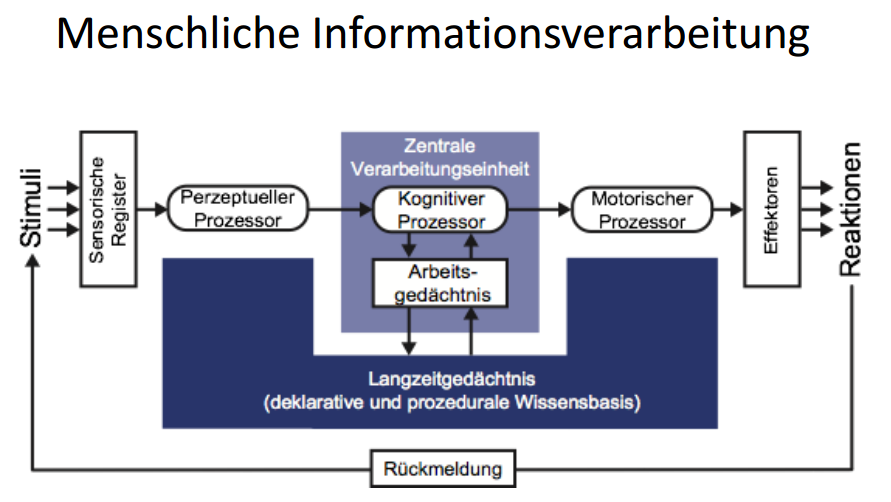 Menschliche Informationsverarbeitung
Stimuli
Sensorische
Register
Perzeptueller
Prozessor
Zentrale
Verarbeitungseinheit
Kognitiver
Prozessor
Arbeits-
gedächtnis
Motorischer
Prozessor
Effektoren
Reaktionen
Langzeitgedächtnis
(deklarative und prozedurale Wissensbasis)
Rückmeldung